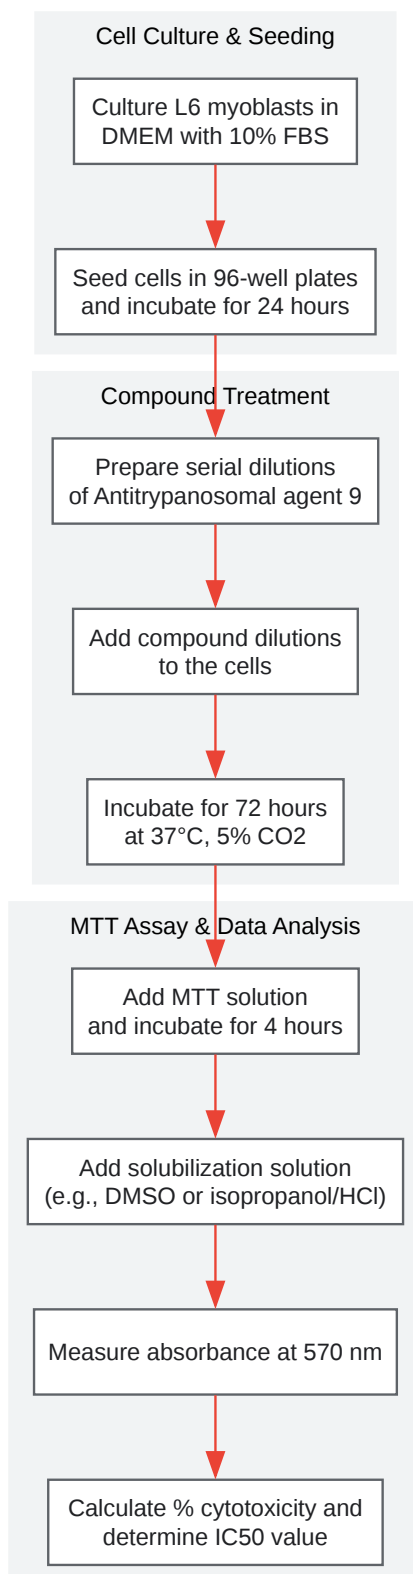 Cell Culture & Seeding
Culture L6 myoblasts in
DMEM with 10% FBS
Seed cells in 96-well plates
and incubate for 24 hours
Compound Treatment
Prepare serial dilutions
of Antitrypanosomal agent 9
Add compound dilutions
to the cells
Incubate for 72 hours
at 37°C, 5% CO2
MTT Assay & Data Analysis
Add MTT solution
and incubate for 4 hours
Add solubilization solution
(e.g., DMSO or isopropanol/HCl)
Measure absorbance at 570 nm
Calculate % cytotoxicity and
determine IC50 value